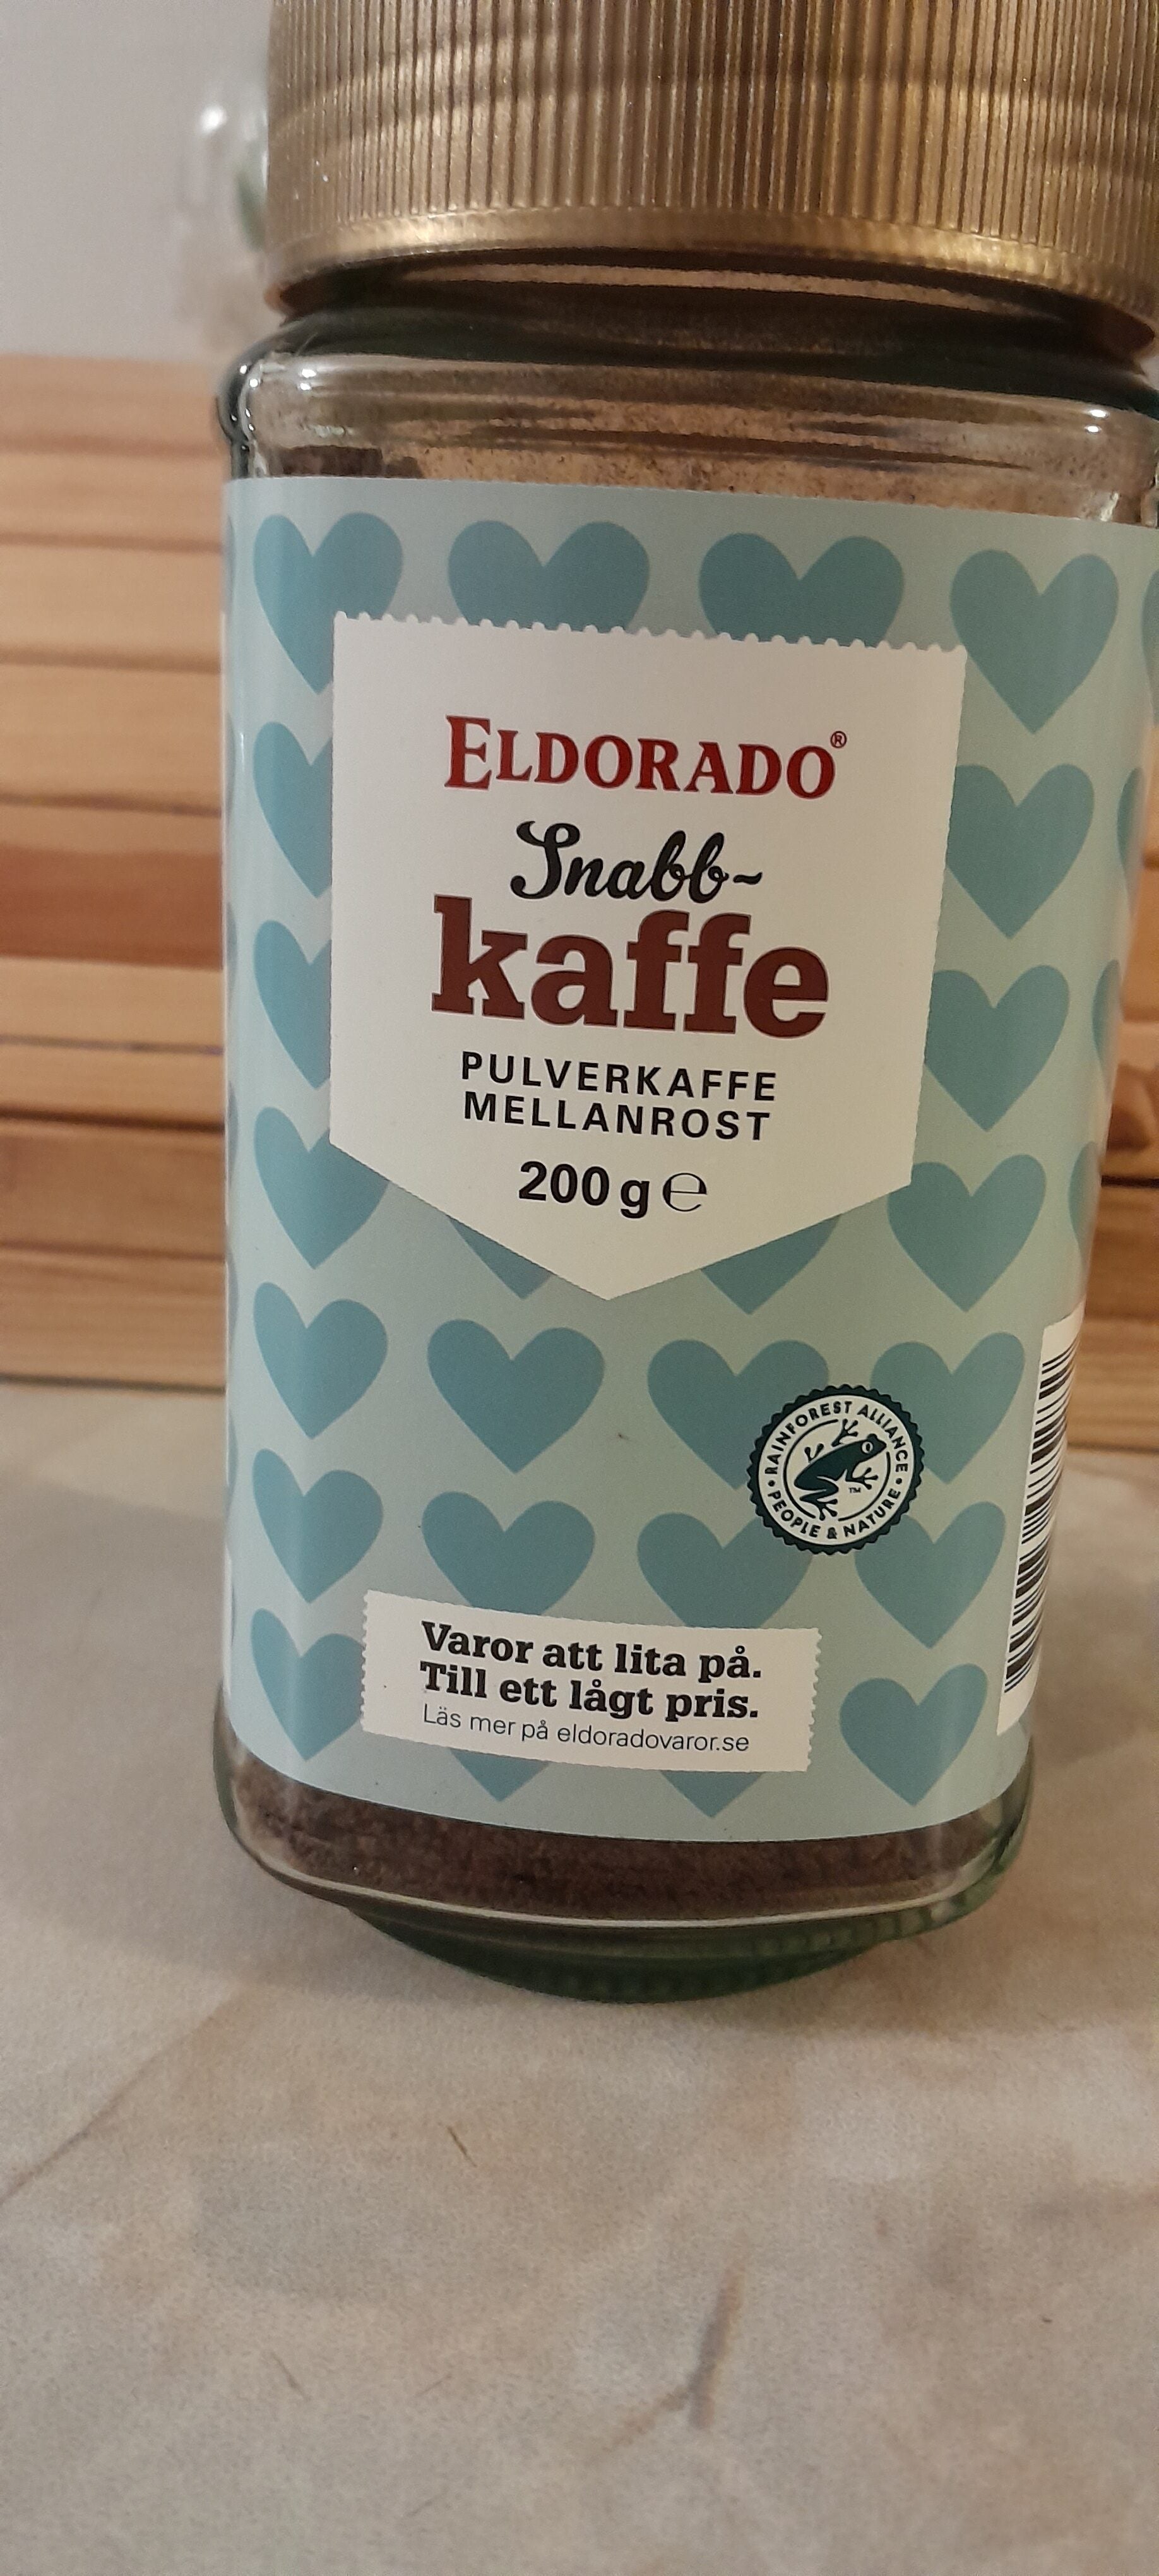 ELDORADO®
Snabb-
kaffe
PULVERKAFFE
MELLANROST
200 g ℮
RAINFOREST ALLIANCE
PEOPLE & NATURE
TM
Varor att lita på.
Till ett lågt pris.
Läs mer på eldoradovaror.se